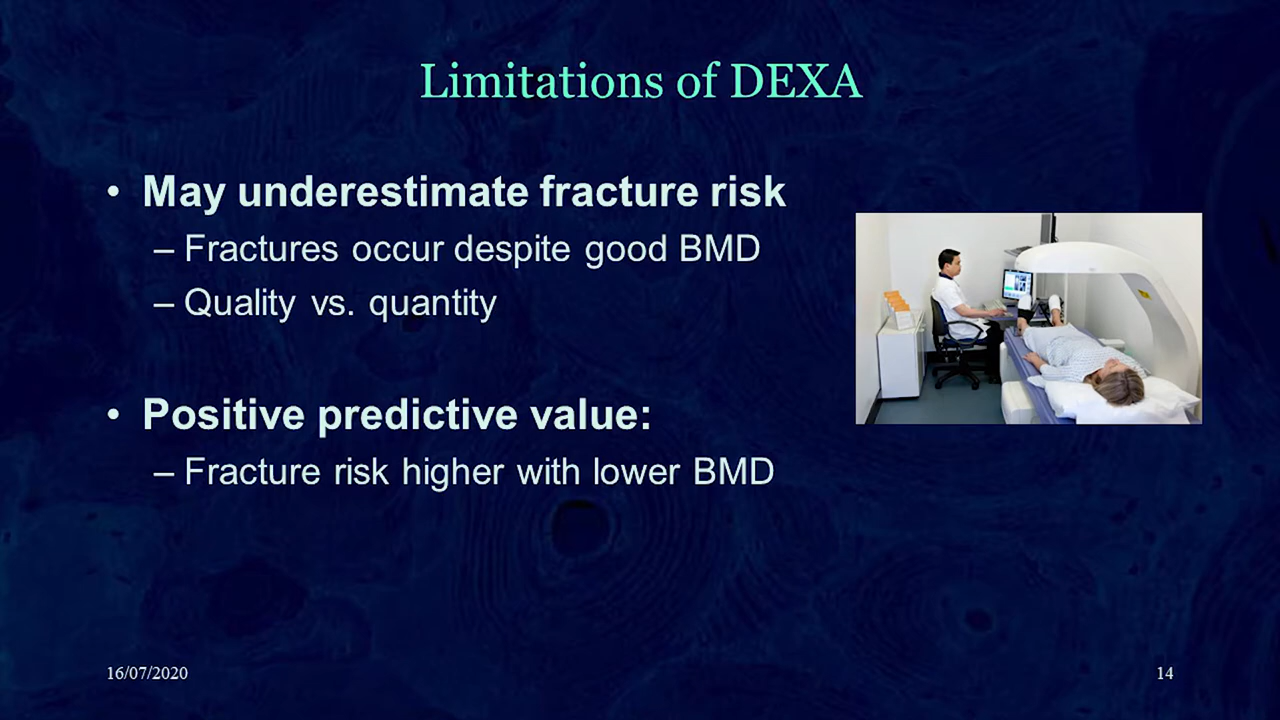 Limitations of DEXA
• May underestimate fracture risk
– Fractures occur despite good BMD
– Quality vs. quantity
• Positive predictive value:
– Fracture risk higher with lower BMD
16/07/2020
14